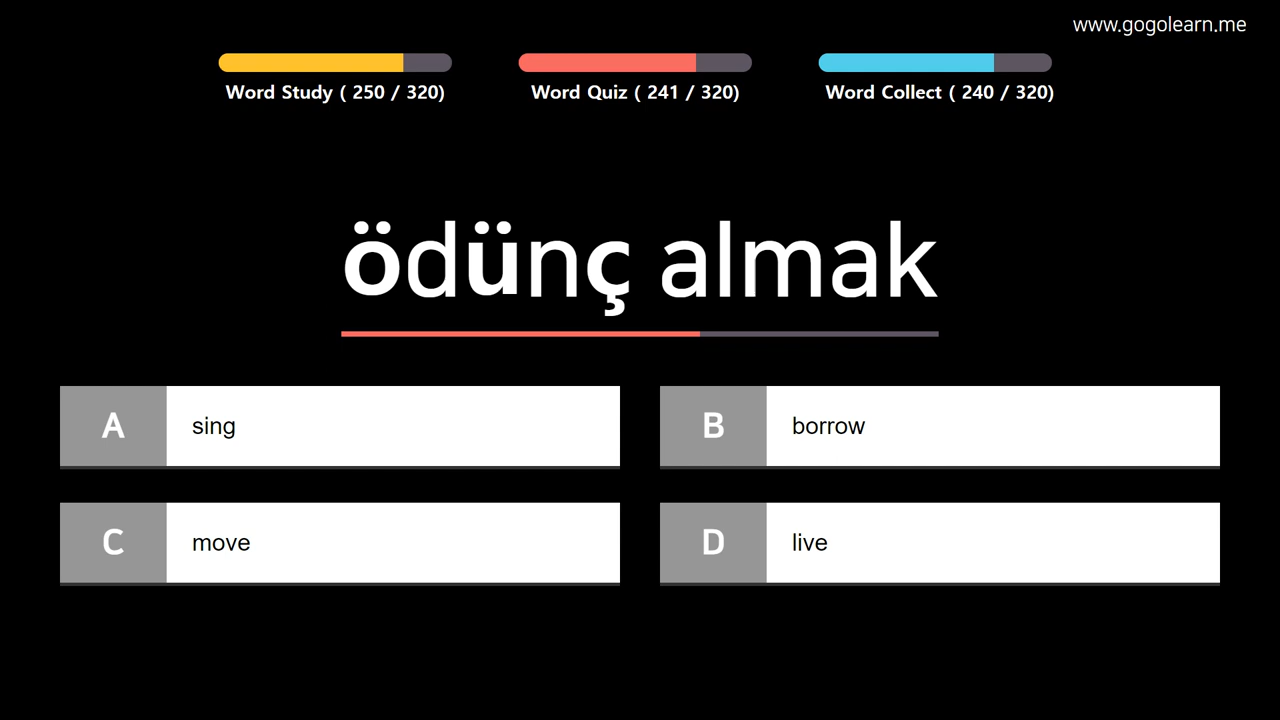 www.gogolearn.me
Word Study ( 250 / 320)
Word Quiz ( 241 / 320)
Word Collect ( 240 / 320)
ödünç almak
A sing
B borrow
C move
D live